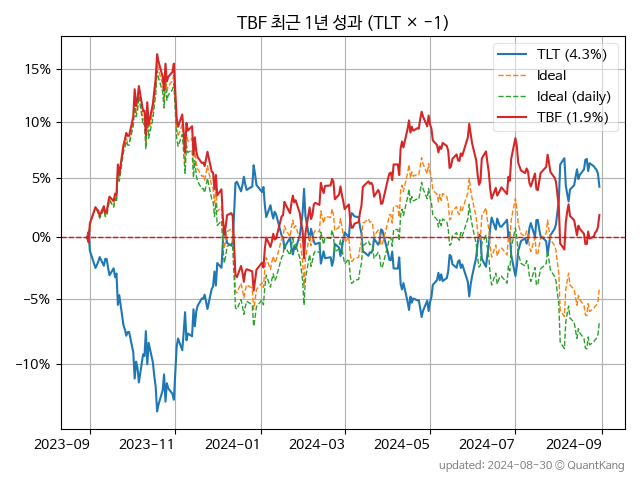 TBF 최근 1년 성과 (TLT × −1)
TLT (4.3%)
Ideal
Ideal (daily)
TBF (1.9%)
15%
10%
5%
0%
−5%
−10%
2023-09
2023-11
2024-01
2024-03
2024-05
2024-07
2024-09
updated: 2024-08-30 © QuantKang